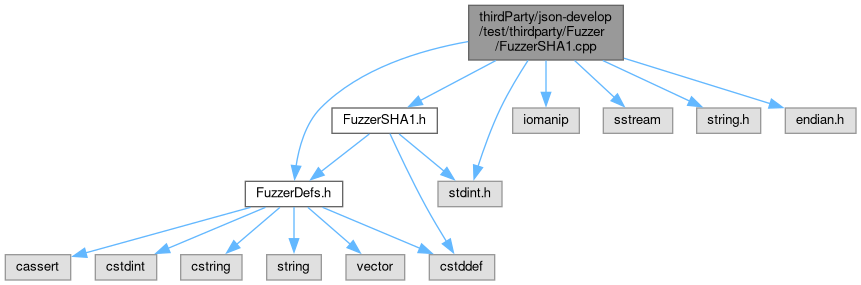 thirdParty/json-develop
/test/thirdparty/Fuzzer
/FuzzerSHA1.cpp
FuzzerSHA1.h
iomanip
sstream
string.h
endian.h
FuzzerDefs.h
stdint.h
cassert
cstdint
cstring
string
vector
cstddef